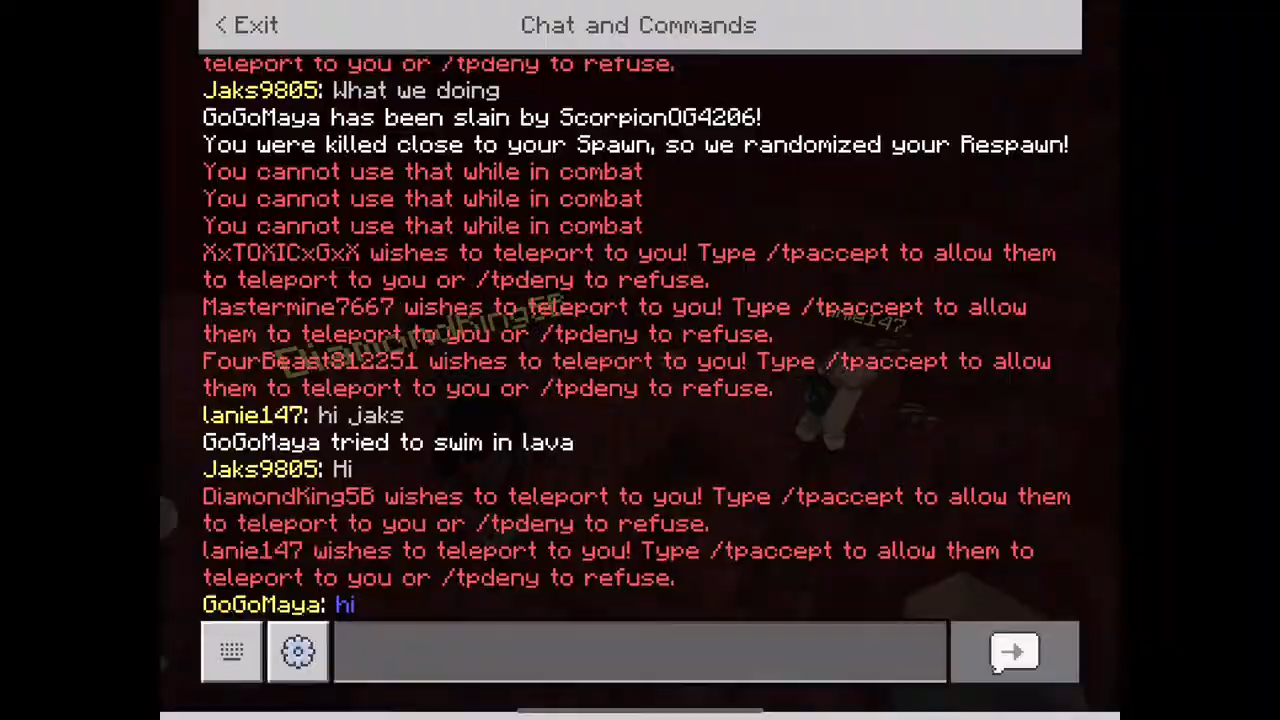 < Exit
Chat and Commands
teleport to you or /tpdeny to refuse.
Jaks9805: What we doing
GoGoMaya has been slain by ScorpionOG4206!
You were killed close to your Spawn, so we randomized your Respawn!
You cannot use that while in combat
You cannot use that while in combat
You cannot use that while in combat
XxTOXICxGxX wishes to teleport to you! Type /tpaccept to allow them
to teleport to you or /tpdeny to refuse.
Mastermine7667 wishes to teleport to you! Type /tpaccept to allow
them to teleport to you or /tpdeny to refuse.
DiamondKing5B
lanie147
FourBeast812251 wishes to teleport to you! Type /tpaccept to allow
them to teleport to you or /tpdeny to refuse.
lanie147: hi jaks
GoGoMaya tried to swim in lava
Jaks9805: Hi
DiamondKing5B wishes to teleport to you! Type /tpaccept to allow them
to teleport to you or /tpdeny to refuse.
lanie147 wishes to teleport to you! Type /tpaccept to allow them to
teleport to you or /tpdeny to refuse.
GoGoMaya: hi